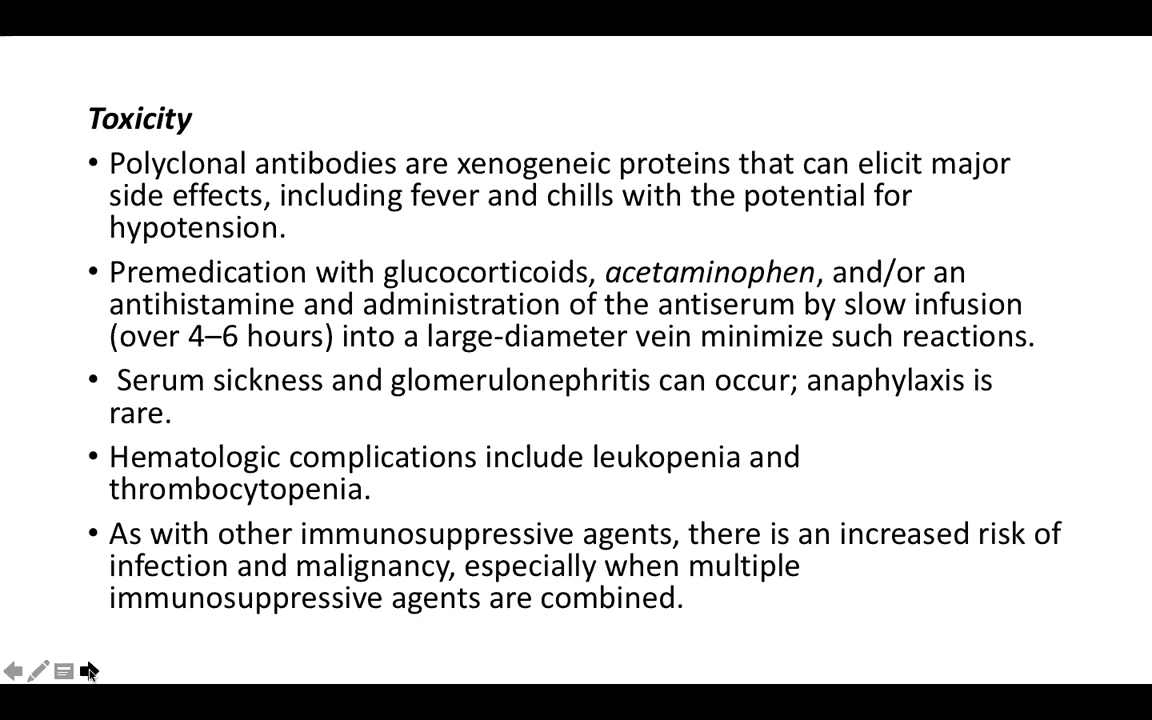 Toxicity
• Polyclonal antibodies are xenogeneic proteins that can elicit major
side effects, including fever and chills with the potential for
hypotension.
• Premedication with glucocorticoids, acetaminophen, and/or an
antihistamine and administration of the antiserum by slow infusion
(over 4–6 hours) into a large-diameter vein minimize such reactions.
• Serum sickness and glomerulonephritis can occur; anaphylaxis is
rare.
• Hematologic complications include leukopenia and
thrombocytopenia.
• As with other immunosuppressive agents, there is an increased risk of
infection and malignancy, especially when multiple
immunosuppressive agents are combined.